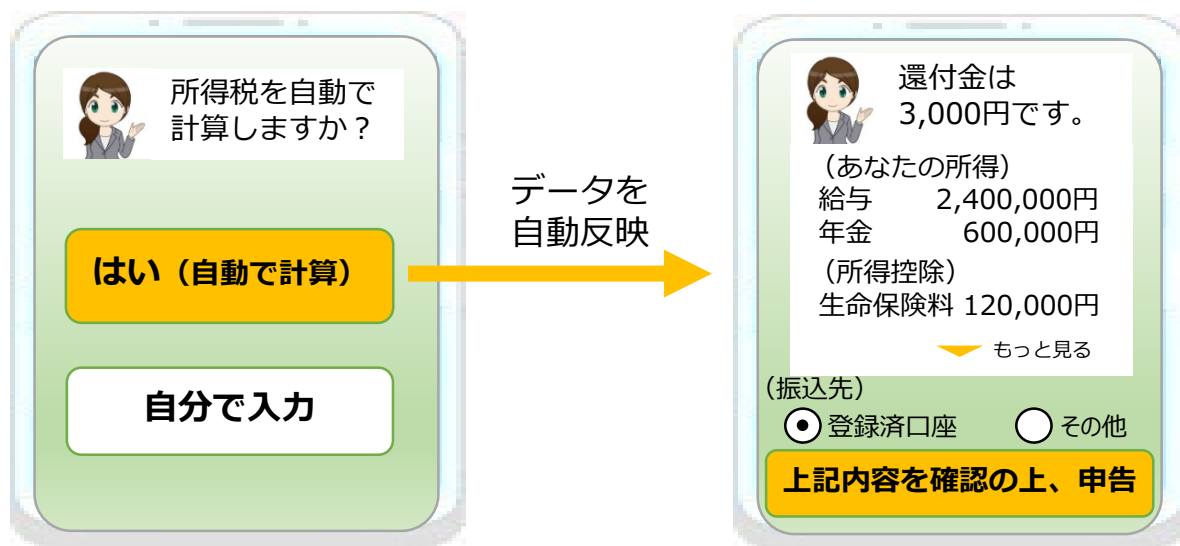 所得税を自動で
計算しますか？
はい（自動で計算）
自分で入力
データを
自動反映
還付金は
3,000円です。
（あなたの所得）
給与 2,400,000円
年金 600,000円
（所得控除）
生命保険料 120,000円
もっと見る
（振込先）
登録済口座 その他
上記内容を確認の上、申告